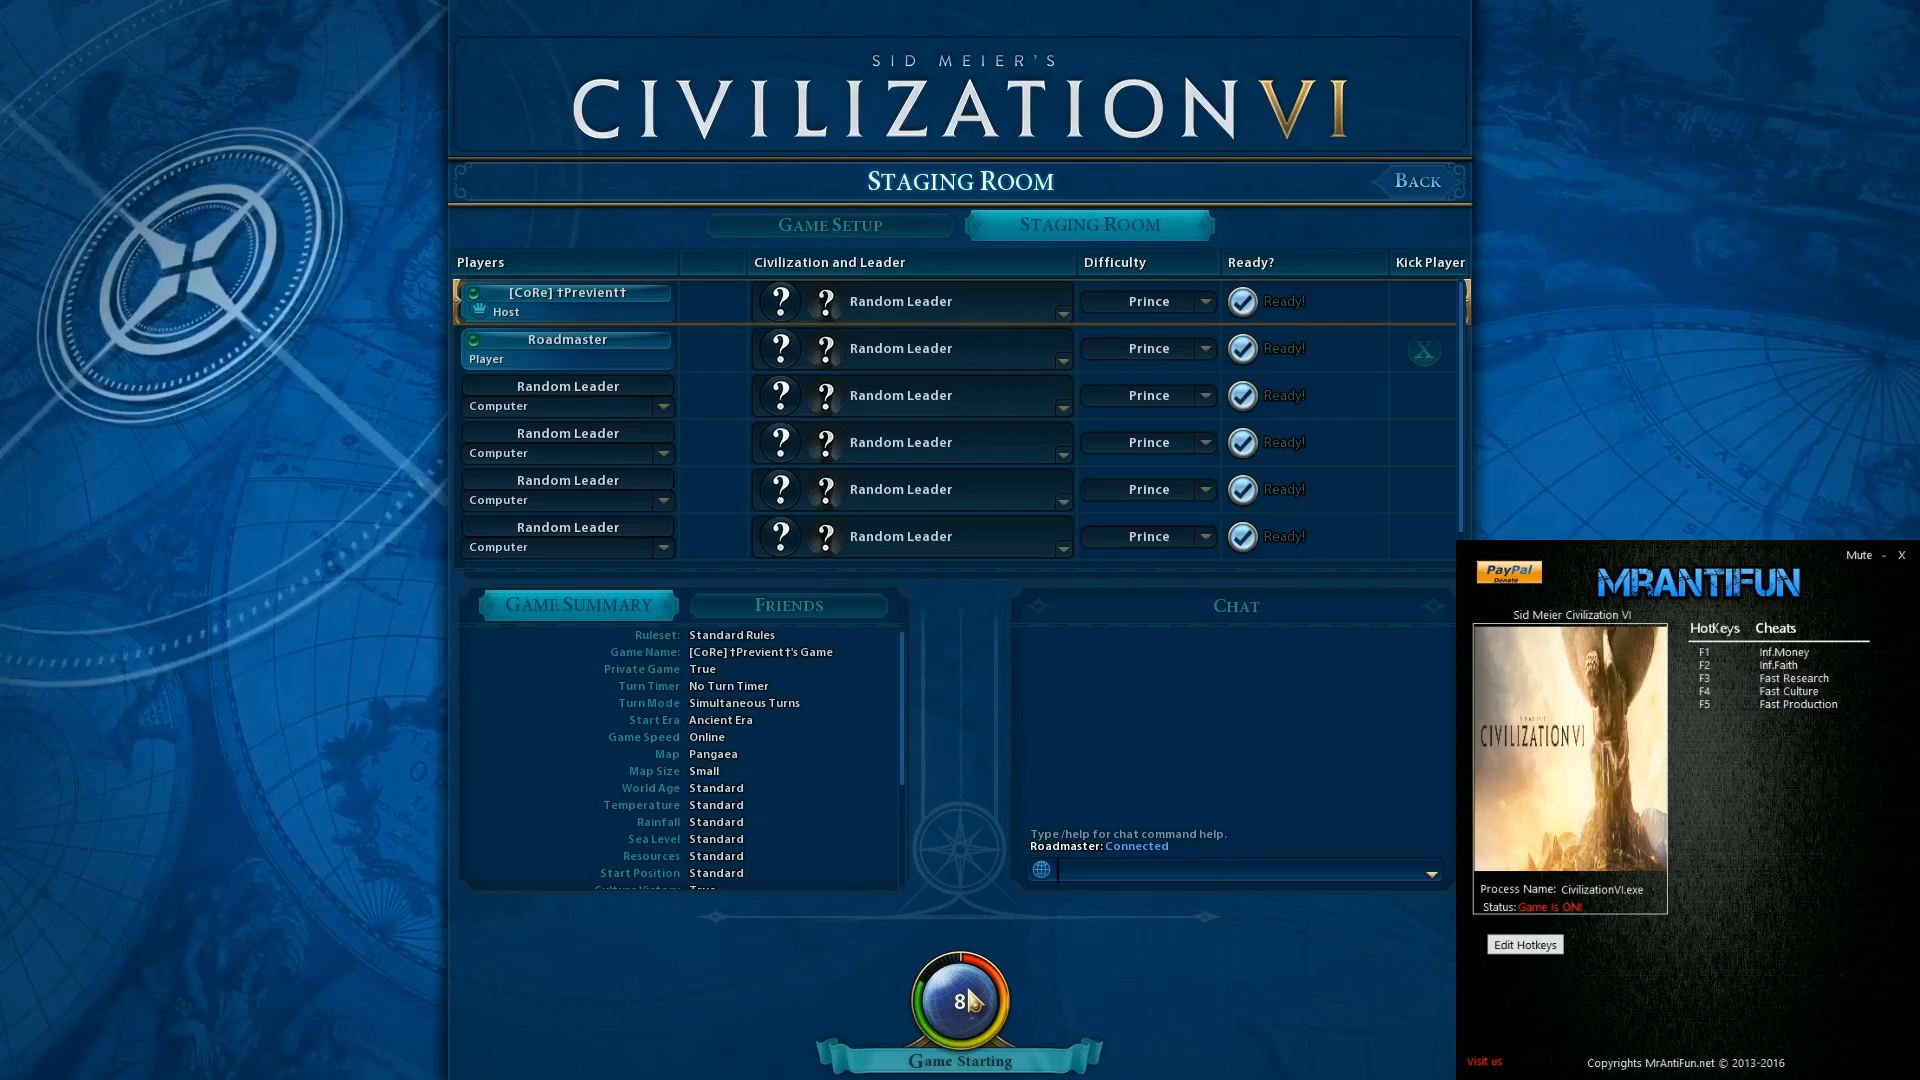 SID MEIER'S
CIVILIZATION VI
STAGING ROOM
BACK
GAME SETUP
STAGING ROOM
Players
Civilization and Leader
Difficulty
Ready?
Kick Player
[CoRe] †Previent†
Host
Random Leader
Prince
Ready!
Roadmaster
Player
Random Leader
Prince
Ready!
X
Random Leader
Computer
Random Leader
Prince
Ready!
Random Leader
Computer
Random Leader
Prince
Ready!
Random Leader
Computer
Random Leader
Prince
Ready!
Random Leader
Computer
Random Leader
Prince
Ready!
GAME SUMMARY
FRIENDS
Ruleset: Standard Rules
Game Name: [CoRe] †Previent†'s Game
Private Game True
Turn Timer No Turn Timer
Turn Mode Simultaneous Turns
Start Era Ancient Era
Game Speed Online
Map Pangaea
Map Size Small
World Age Standard
Temperature Standard
Rainfall Standard
Sea Level Standard
Resources Standard
Start Position Standard
Culture Victory True
CHAT
Type /help for chat command help.
Roadmaster: Connected
8
Game Starting
Mute - X
PayPal
Donate
MRANTIFUN
Sid Meier Civilization VI
SID MEIER'S
CIVILIZATION VI
HotKeys Cheats
F1 Inf.Money
F2 Inf.Faith
F3 Fast Research
F4 Fast Culture
F5 Fast Production
Process Name: CivilizationVI.exe
Status: Game Is ON!
Edit Hotkeys
Visit us
Copyrights MrAntiFun.net © 2013-2016